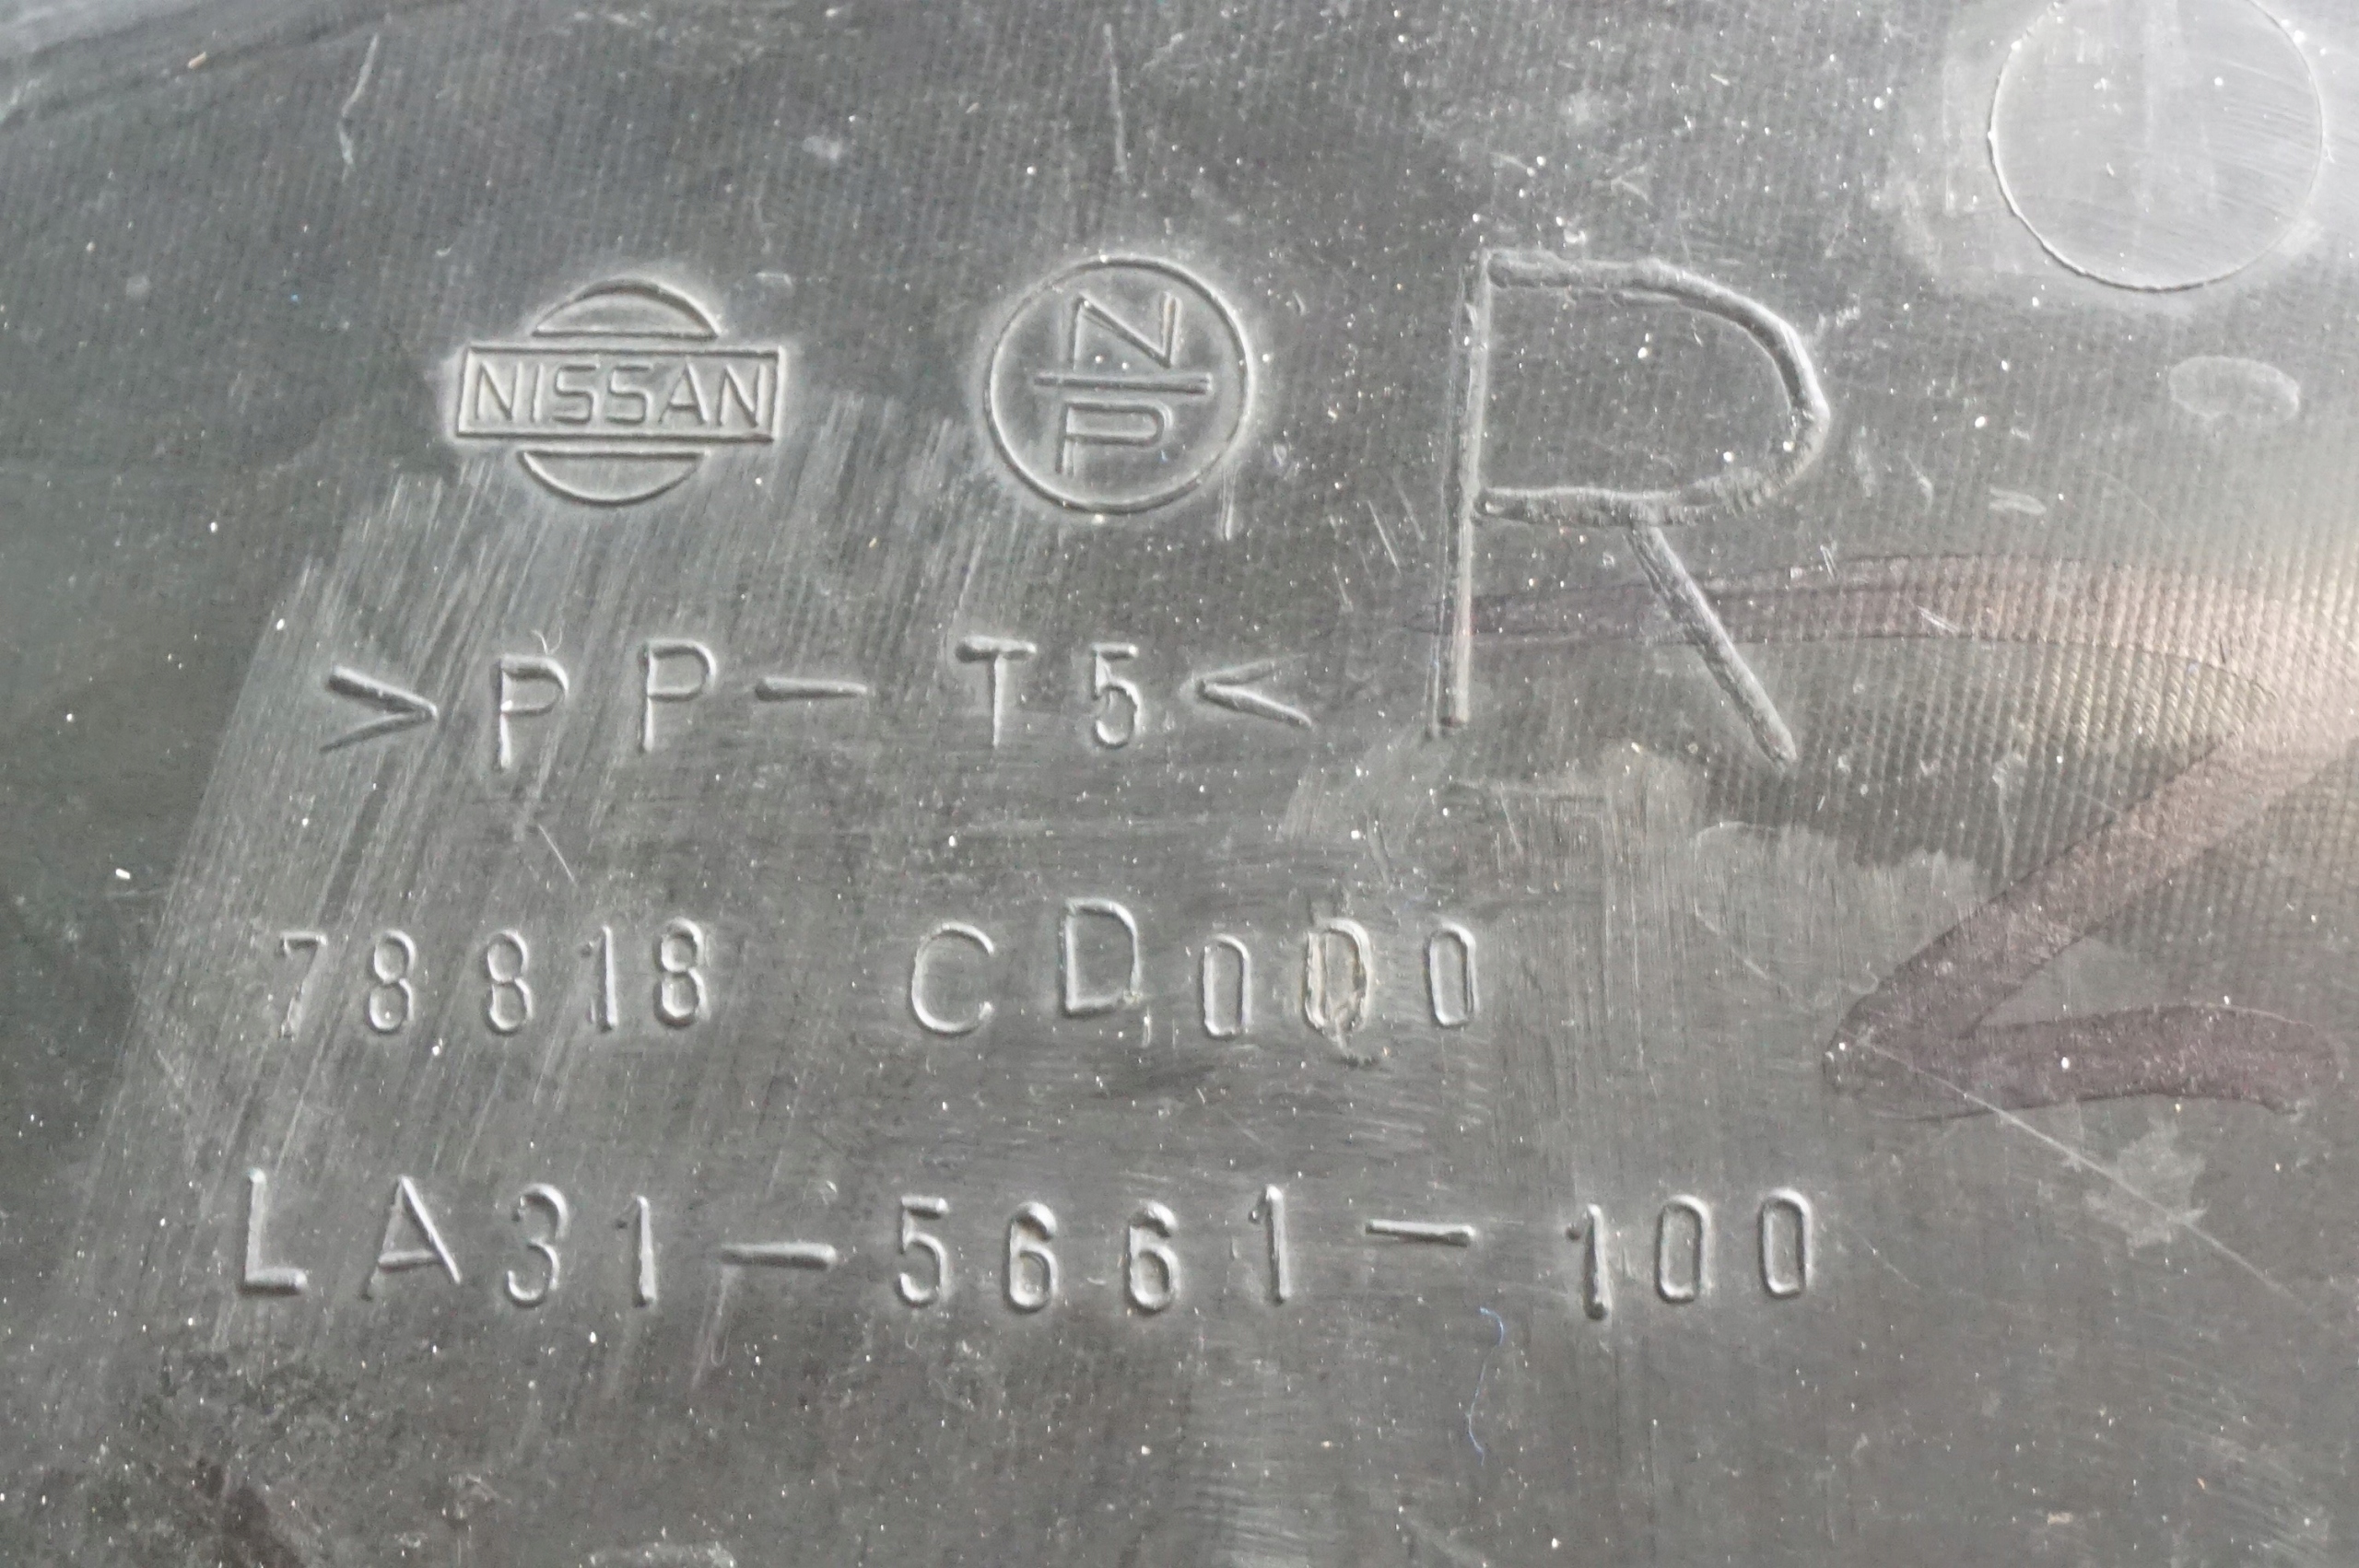 NISSAN
N
P
R
>PP-T5<
78818 CD000
LA31-5661-100